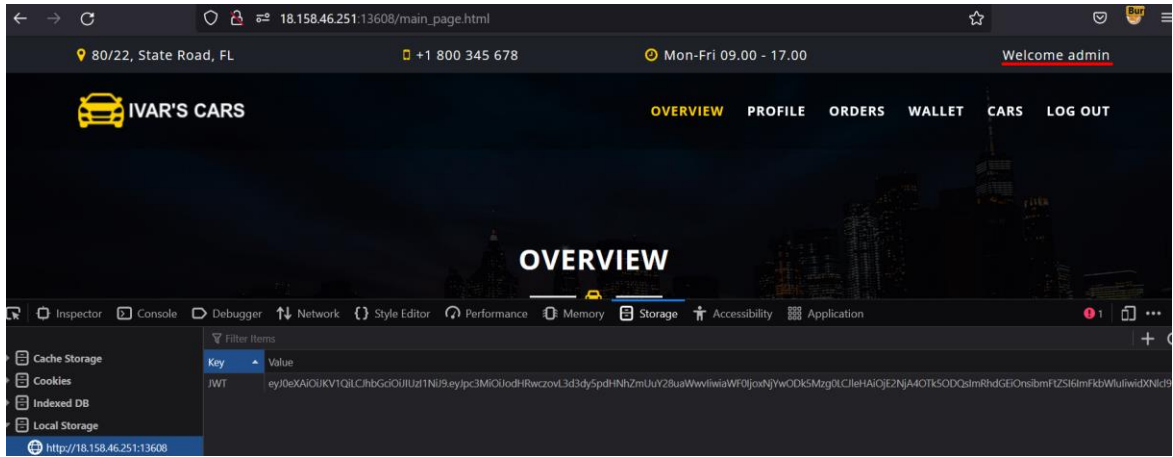 18.158.46.251:13608/main_page.html
Bur
80/22, State Road, FL
+1 800 345 678
Mon-Fri 09.00 - 17.00
Welcome admin
IVAR'S CARS
OVERVIEW PROFILE ORDERS WALLET CARS LOG OUT
OVERVIEW
Inspector Console Debugger Network Style Editor Performance Memory Storage Accessibility Application 1
Filter Items
Cache Storage
Cookies
Indexed DB
Local Storage
http://18.158.46.251:13608
Key Value
JWT